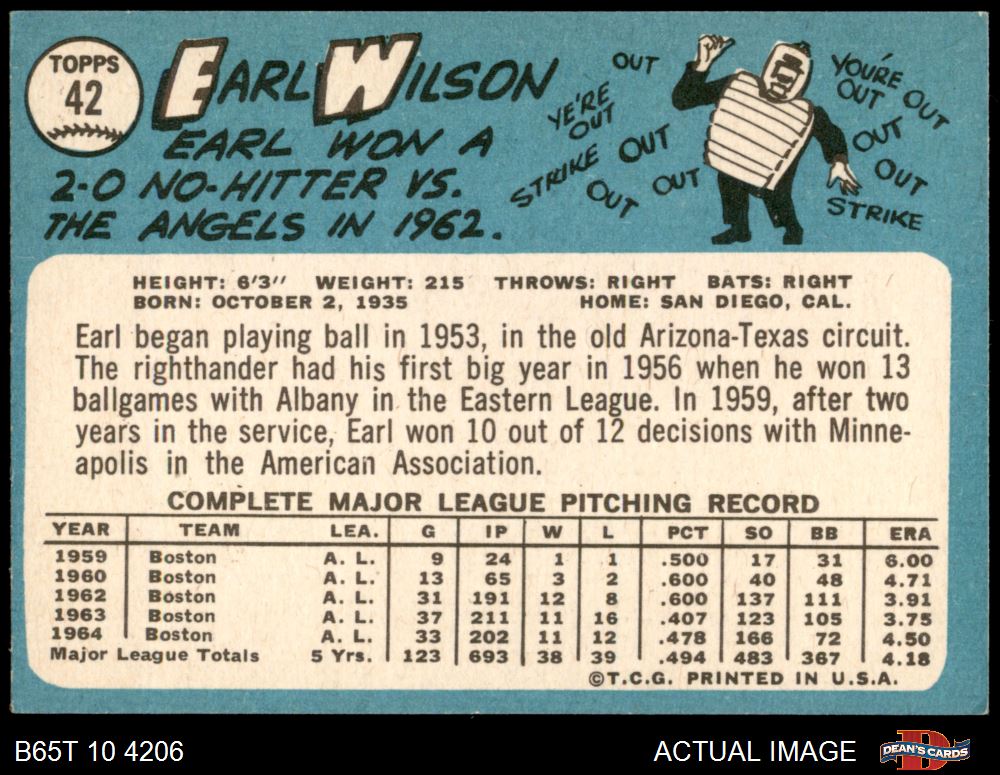 TOPPS
42
EARL WILSON
EARL WON A
2-0 NO-HITTER VS.
THE ANGELS IN 1962.
OUT
YE'RE
OUT
STRIKE
OUT
OUT
OUT
YOU'RE
OUT
OUT
OUT
OUT
STRIKE
HEIGHT: 6'3" WEIGHT: 215 THROWS: RIGHT BATS: RIGHT
BORN: OCTOBER 2, 1935 HOME: SAN DIEGO, CAL.
Earl began playing ball in 1953, in the old Arizona-Texas circuit.
The righthander had his first big year in 1956 when he won 13
ballgames with Albany in the Eastern League. In 1959, after two
years in the service, Earl won 10 out of 12 decisions with Minne-
apolis in the American Association.
COMPLETE MAJOR LEAGUE PITCHING RECORD
YEAR TEAM LEA. G IP W L PCT SO BB ERA
1959 Boston A. L. 9 24 1 1 .500 17 31 6.00
1960 Boston A. L. 13 65 3 2 .600 40 48 4.71
1962 Boston A. L. 31 191 12 8 .600 137 111 3.91
1963 Boston A. L. 37 211 11 16 .407 123 105 3.75
1964 Boston A. L. 33 202 11 12 .478 166 72 4.50
Major League Totals 5 Yrs. 123 693 38 39 .494 483 367 4.18
©T.C.G. PRINTED IN U.S.A.
B65T 10 4206 ACTUAL IMAGE DEAN'S CARDS